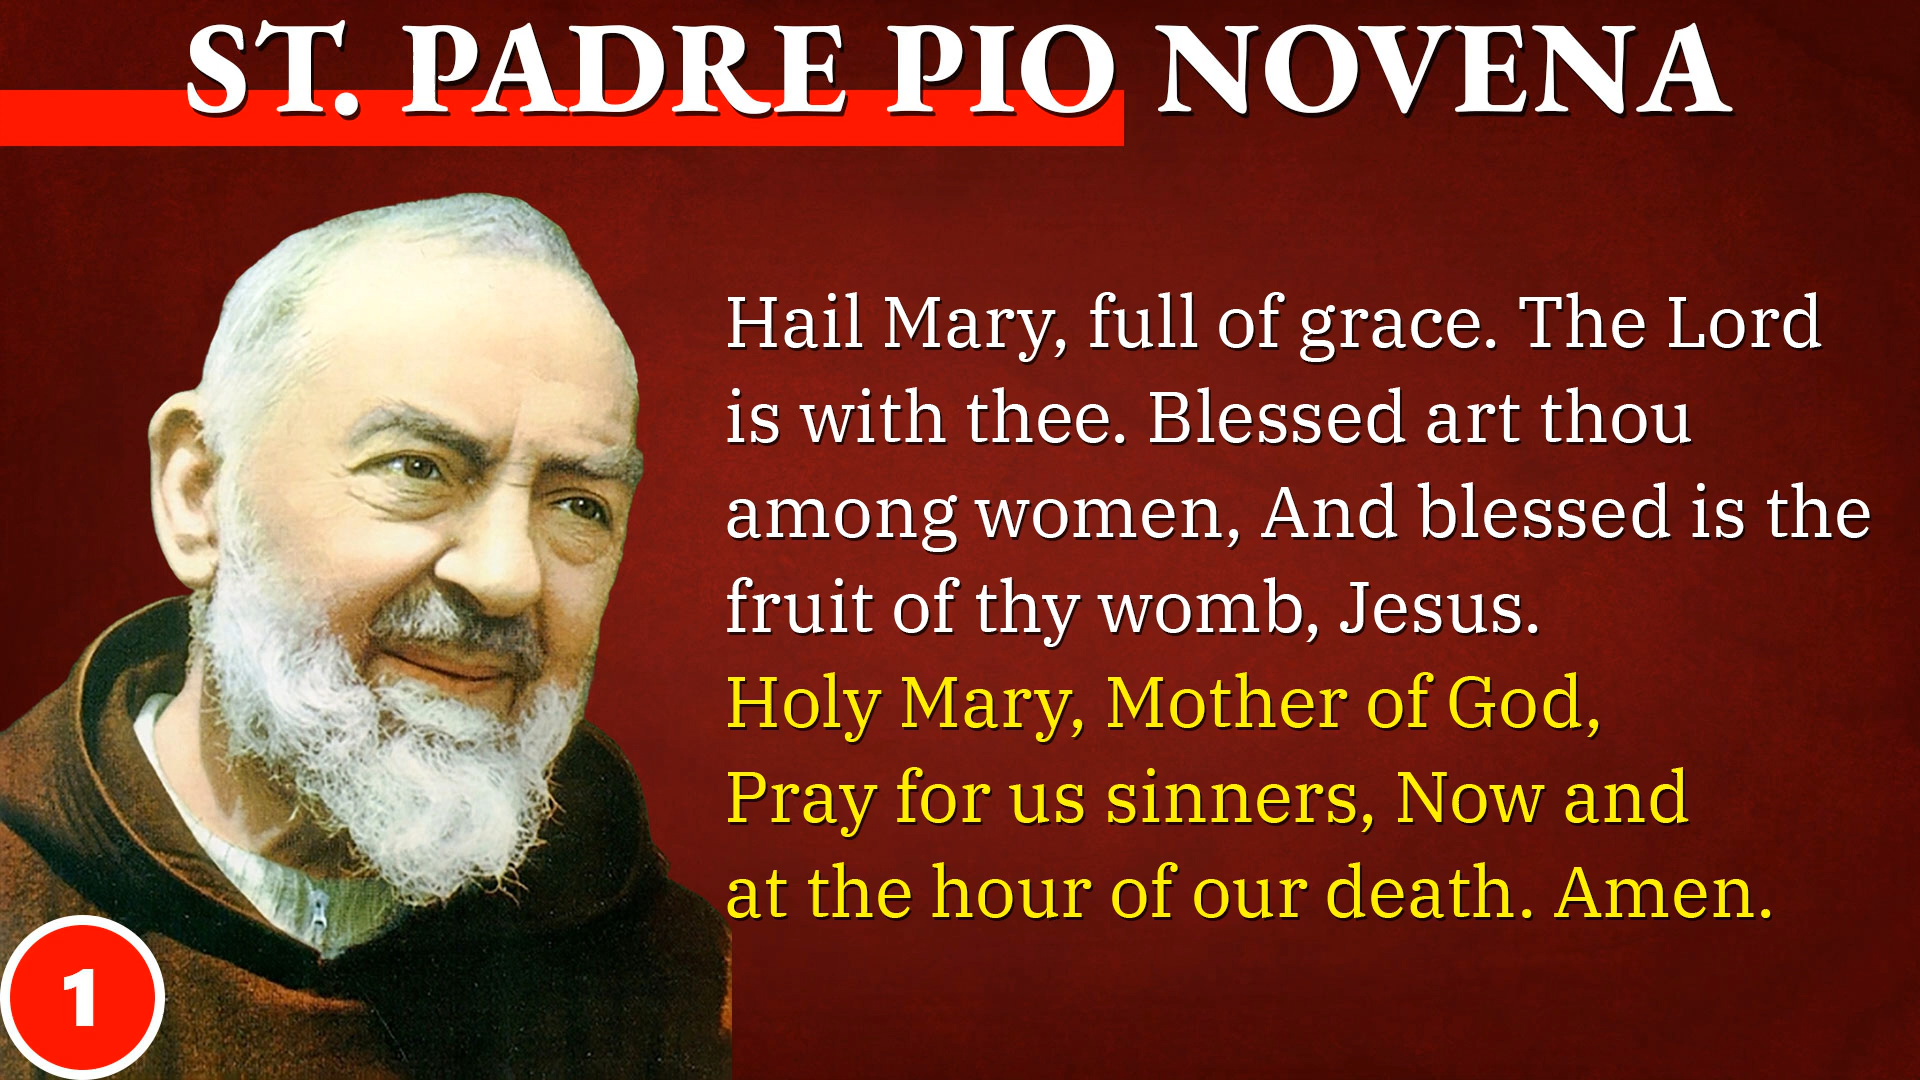 ST. PADRE PIO NOVENA
Hail Mary, full of grace. The Lord
is with thee. Blessed art thou
among women, And blessed is the
fruit of thy womb, Jesus.
Holy Mary, Mother of God,
Pray for us sinners, Now and
at the hour of our death. Amen.
1